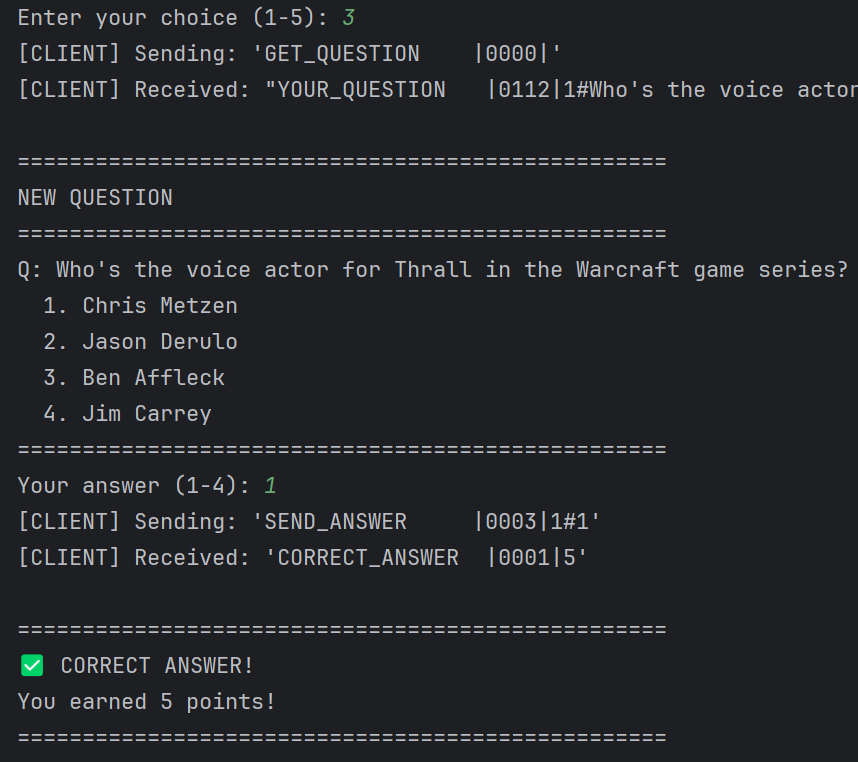 Enter your choice (1-5): 3
[CLIENT] Sending: 'GET_QUESTION    |0000|'
[CLIENT] Received: "YOUR_QUESTION   |0112|1#Who's the voice actor

==================================================
NEW QUESTION
==================================================
Q: Who's the voice actor for Thrall in the Warcraft game series?
  1. Chris Metzen
  2. Jason Derulo
  3. Ben Affleck
  4. Jim Carrey
==================================================
Your answer (1-4): 1
[CLIENT] Sending: 'SEND_ANSWER     |0003|1#1'
[CLIENT] Received: 'CORRECT_ANSWER  |0001|5'

==================================================
✅ CORRECT ANSWER!
You earned 5 points!
==================================================